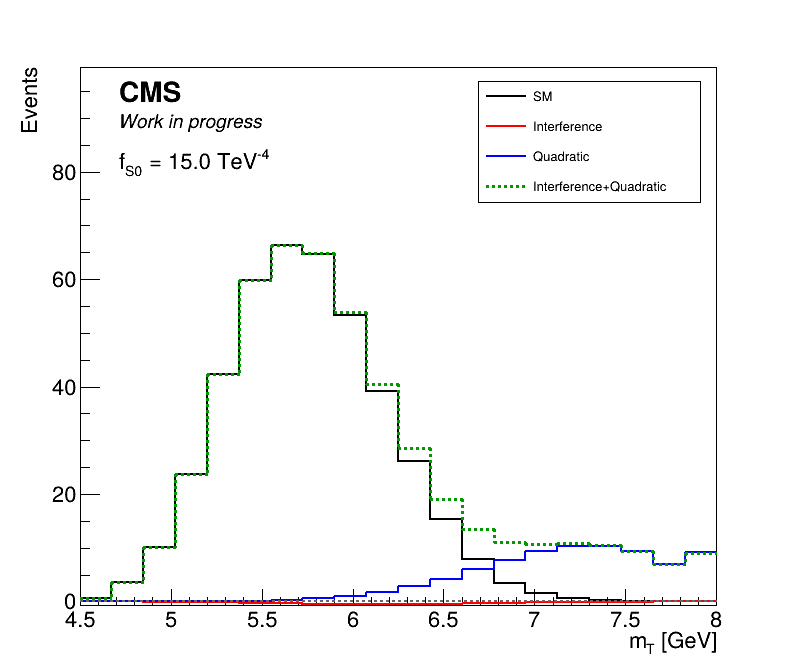 CMS
Work in progress
f_S0 = 15.0 TeV^-4
SM
Interference
Quadratic
Interference+Quadratic
Events
80
60
40
20
0
4.5 5 5.5 6 6.5 7 7.5 8
m_T [GeV]